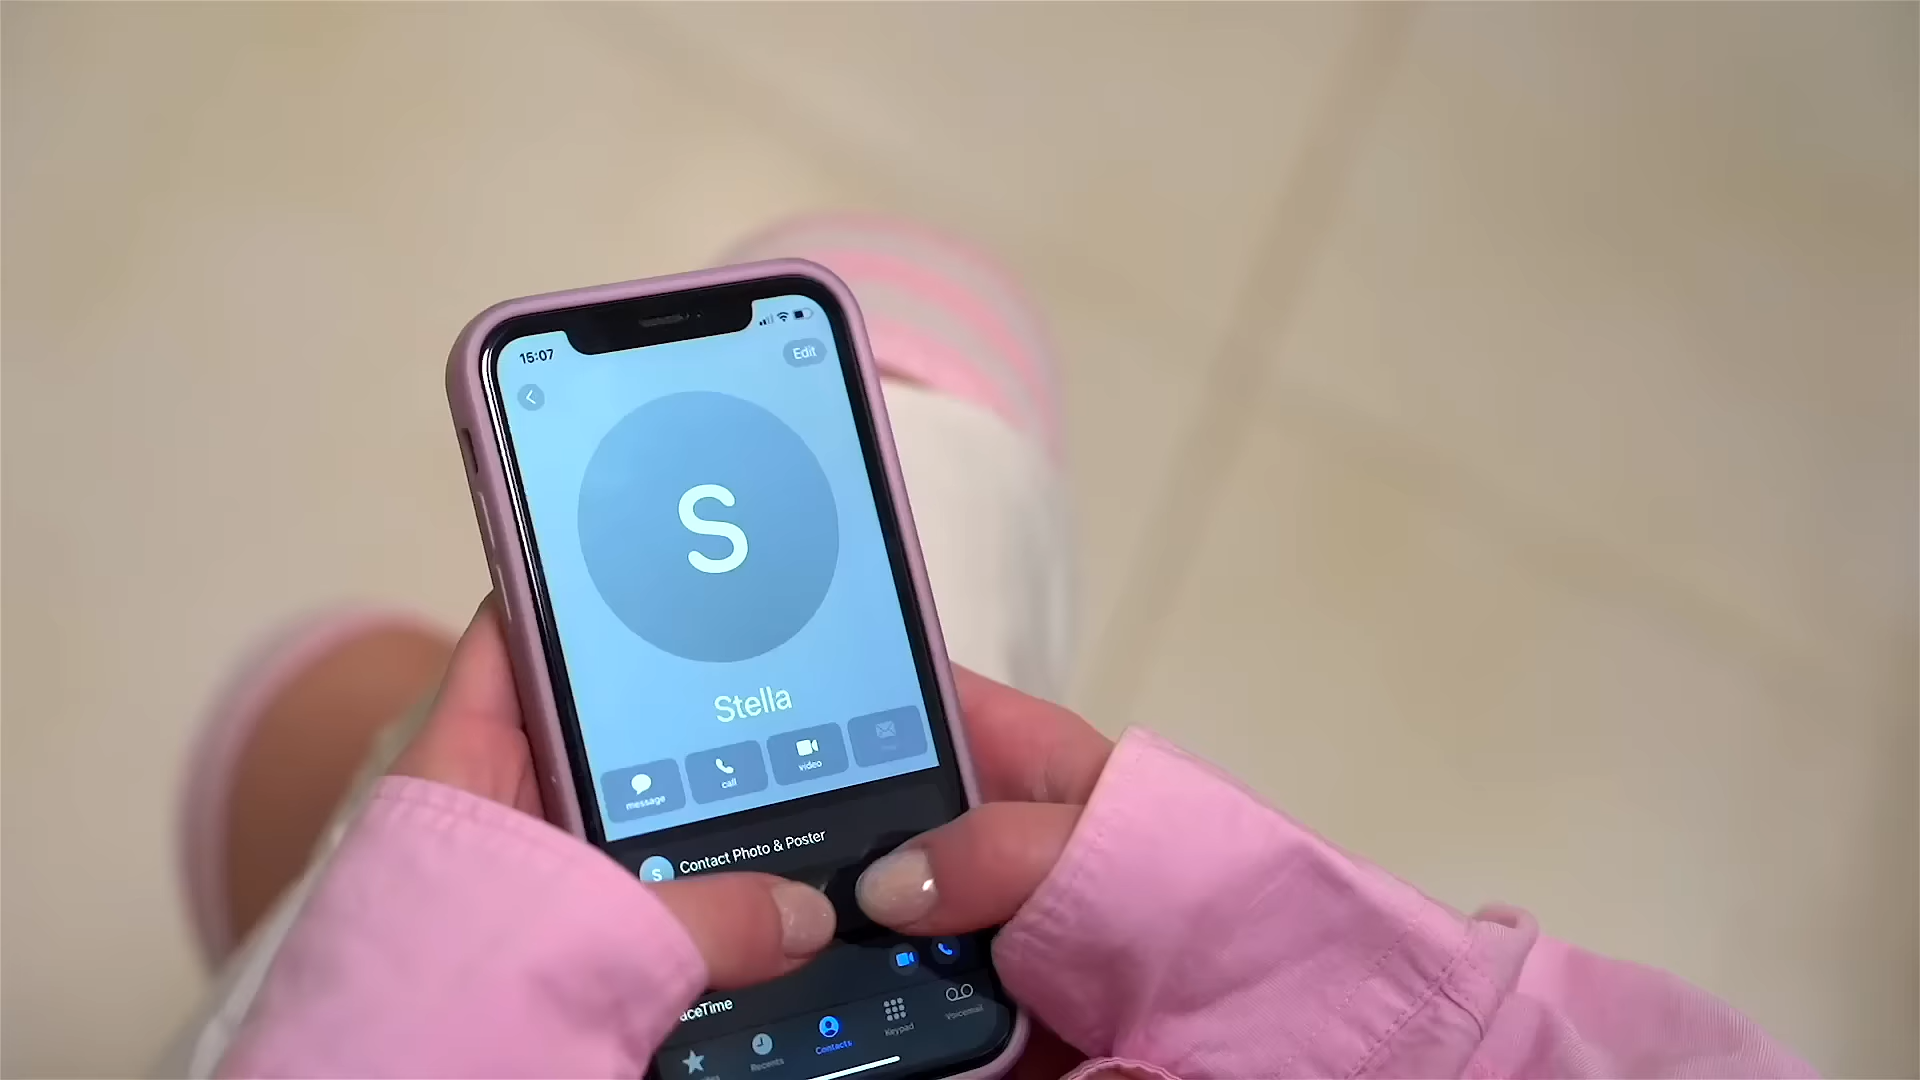 15:07
Edit
S
Stella
message
call
video
S
Contact Photo & Poster
aceTime
Recents
Contacts
Keypad
Voicemail